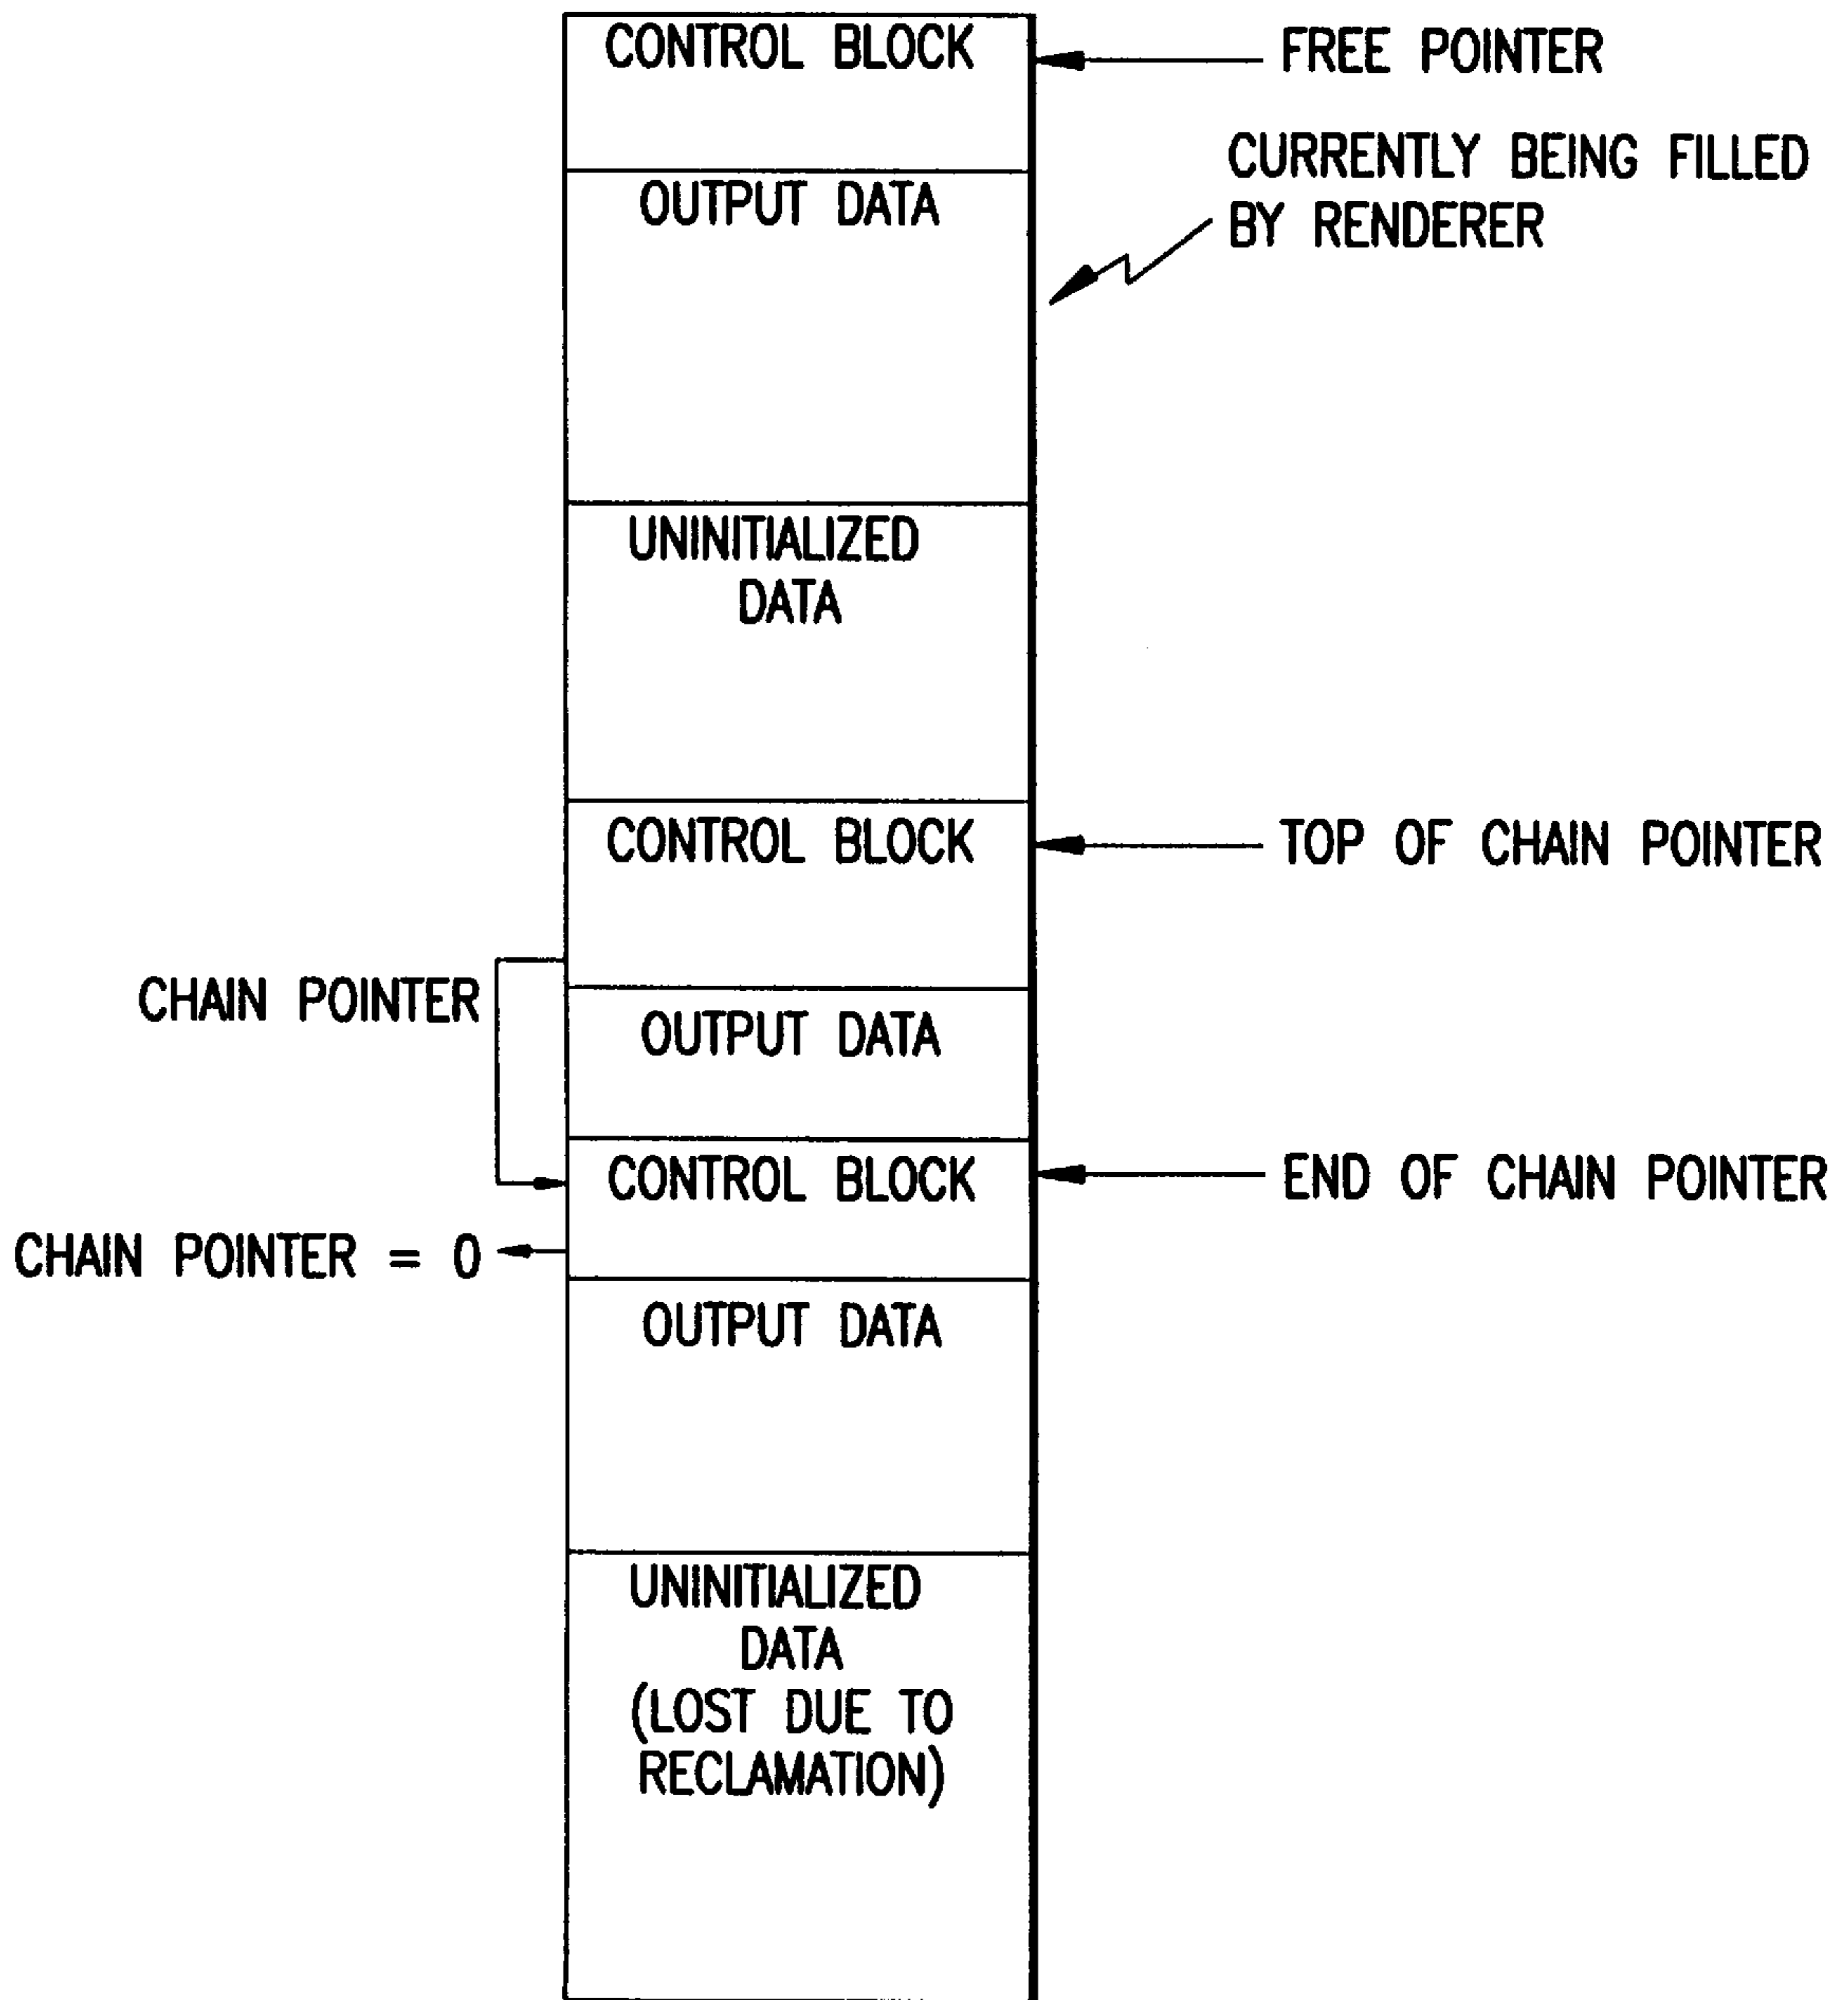 CONTROL BLOCK
FREE POINTER
CURRENTLY BEING FILLED
BY RENDERER
OUTPUT DATA
UNINITIALIZED
DATA
CONTROL BLOCK
TOP OF CHAIN POINTER
CHAIN POINTER
OUTPUT DATA
CONTROL BLOCK
END OF CHAIN POINTER
CHAIN POINTER = 0
OUTPUT DATA
UNINITIALIZED
DATA
(LOST DUE TO
RECLAMATION)